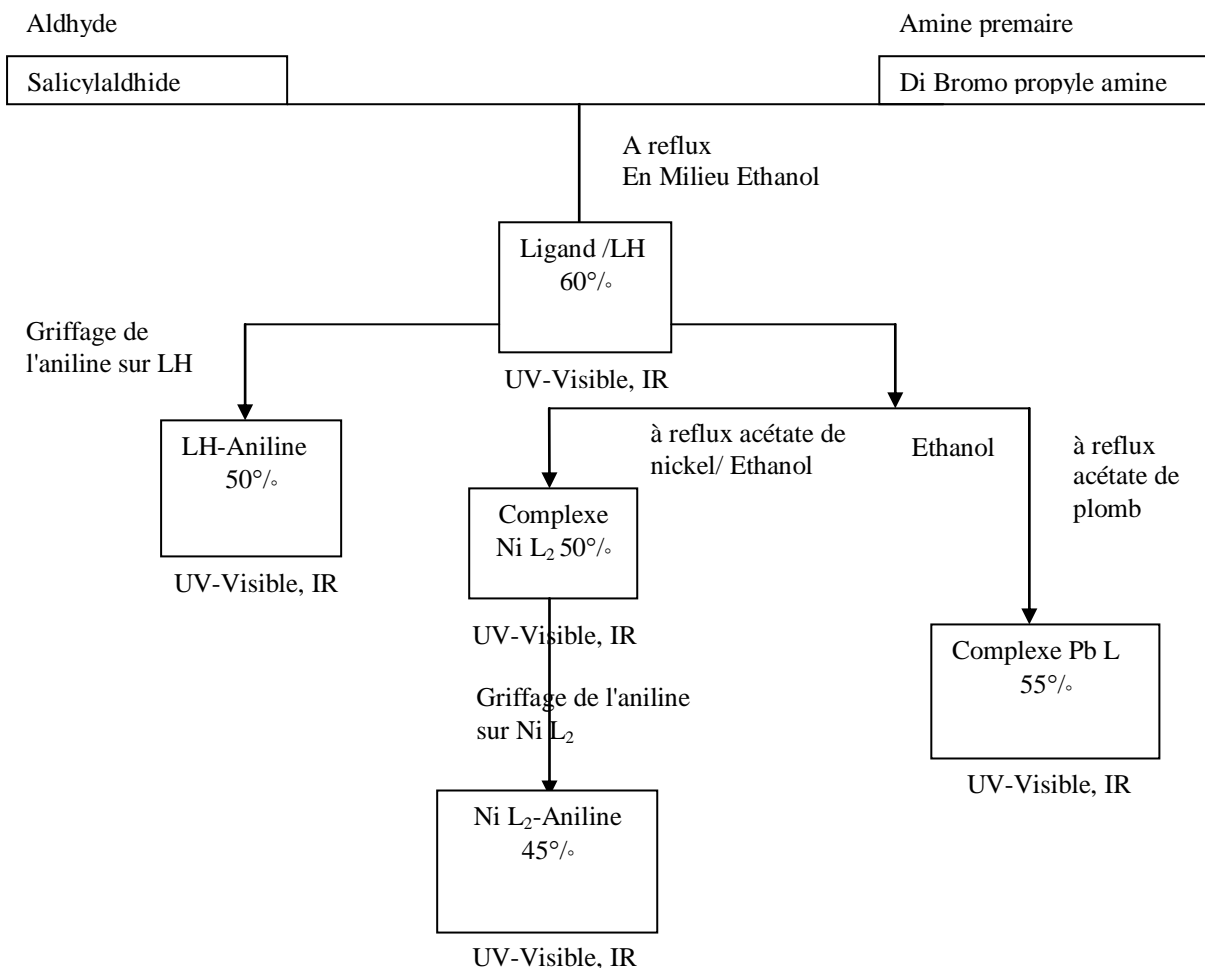 Aldhyde
Amine premaire
Salicylaldhide
Di Bromo propyle amine
A reflux
En Milieu Ethanol
Ligand /LH
60°/◦
Griffage de
l'aniline sur LH
UV-Visible, IR
LH-Aniline
50°/◦
UV-Visible, IR
à reflux acétate de
nickel/ Ethanol
Ethanol
à reflux
acétate de
plomb
Complexe
Ni L₂ 50°/◦
UV-Visible, IR
Complexe Pb L
55°/◦
UV-Visible, IR
Griffage de l'aniline
sur Ni L₂
Ni L₂-Aniline
45°/◦
UV-Visible, IR